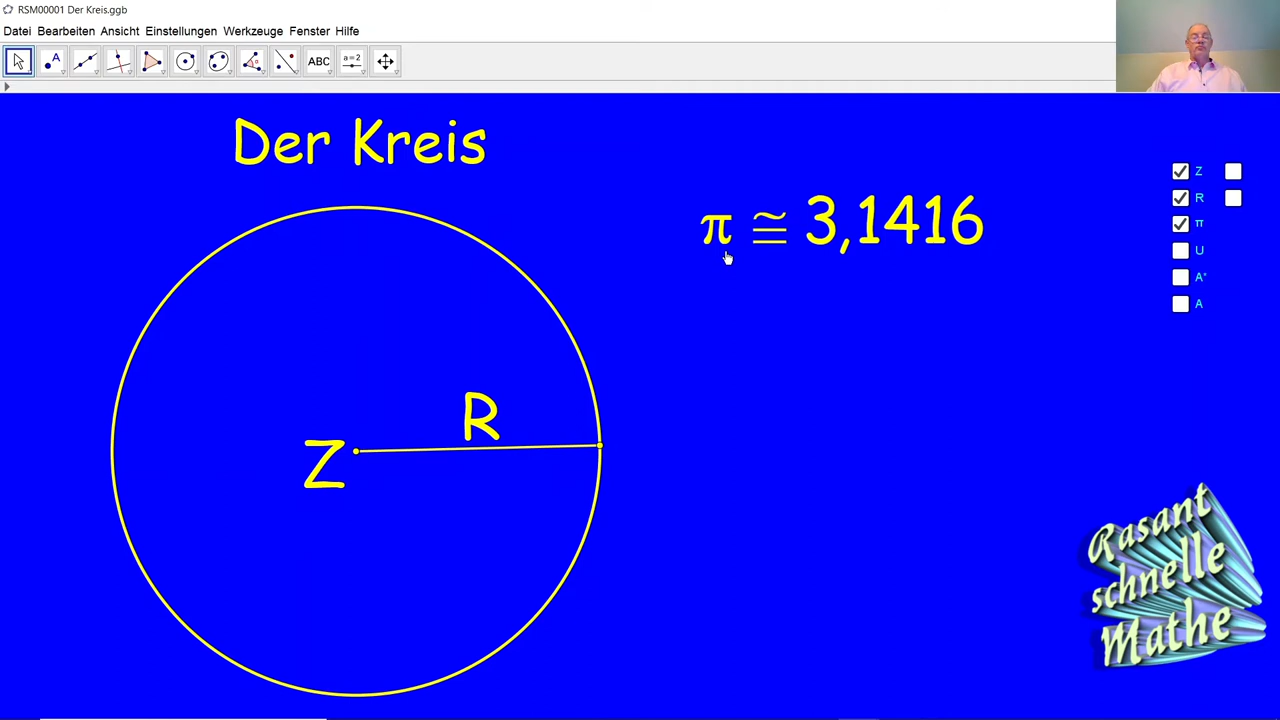 RSM00001 Der Kreis.ggb
Datei Bearbeiten Ansicht Einstellungen Werkzeuge Fenster Hilfe
A
ABC
a=2
Der Kreis
π ≅ 3,1416
Z
R
π
U
A'
A
R
Z
Rasant
schnelle
Mathe